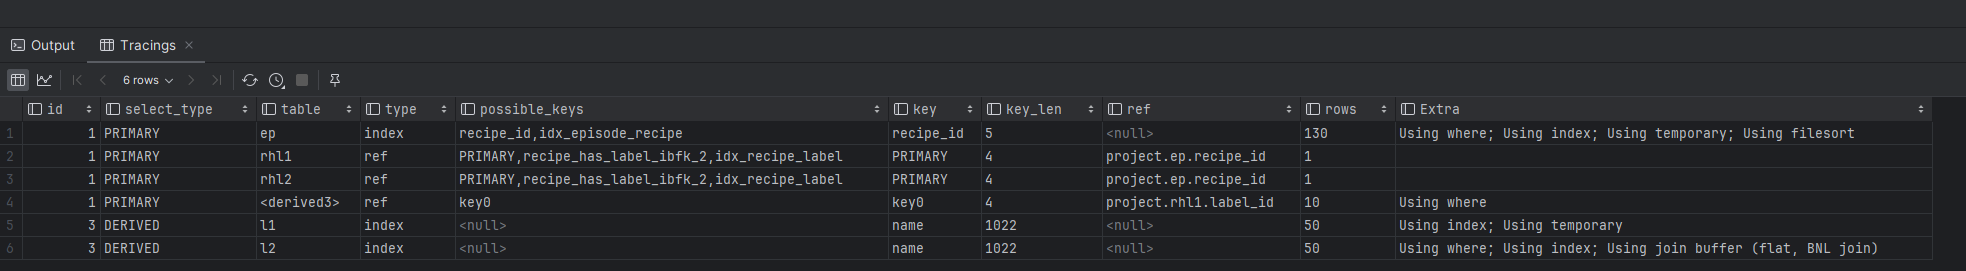 Output Tracings
6 rows
id select_type table type possible_keys key key_len ref rows Extra
1 1 PRIMARY ep index recipe_id,idx_episode_recipe recipe_id 5 <null> 130 Using where; Using index; Using temporary; Using filesort
2 1 PRIMARY rhl1 ref PRIMARY,recipe_has_label_ibfk_2,idx_recipe_label PRIMARY 4 project.ep.recipe_id 1
3 1 PRIMARY rhl2 ref PRIMARY,recipe_has_label_ibfk_2,idx_recipe_label PRIMARY 4 project.ep.recipe_id 1
4 1 PRIMARY <derived3> ref key0 key0 4 project.rhl1.label_id 10 Using where
5 3 DERIVED l1 index <null> name 1022 <null> 50 Using index; Using temporary
6 3 DERIVED l2 index <null> name 1022 <null> 50 Using where; Using index; Using join buffer (flat, BNL join)